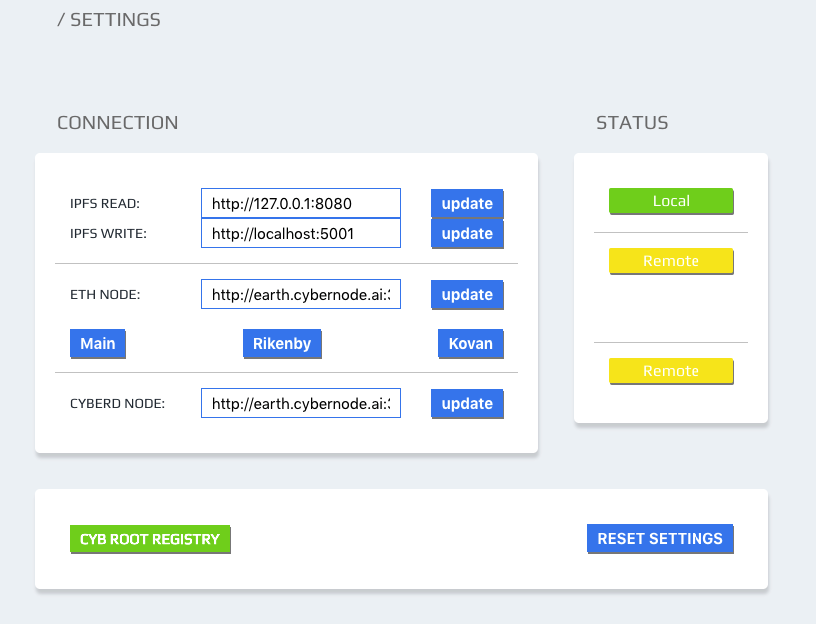 / SETTINGS
CONNECTION
STATUS
IPFS READ: http://127.0.0.1:8080 update
Local
IPFS WRITE: http://localhost:5001 update
Remote
ETH NODE: http://earth.cybernode.ai: update
Main Rikenby Kovan
Remote
CYBERD NODE: http://earth.cybernode.ai: update
CYB ROOT REGISTRY
RESET SETTINGS